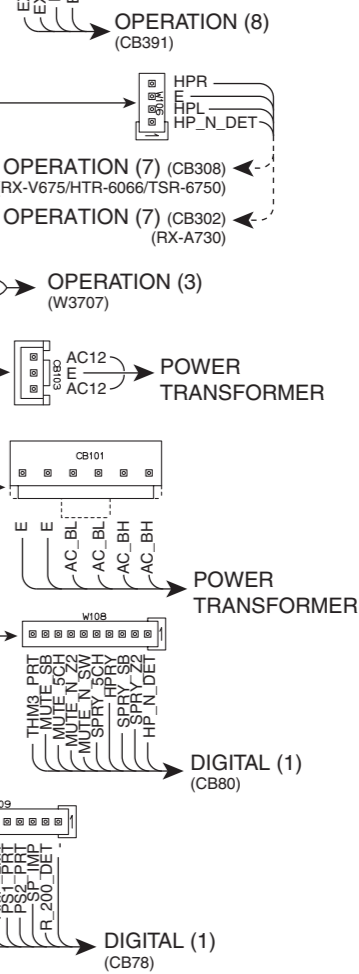 OPERATION (8)
(CB391)
W106
HPR
E
HPL
HP_N_DET
OPERATION (7) (CB308)
RX-V675/HTR-6066/TSR-6750)
OPERATION (7) (CB302)
(RX-A730)
OPERATION (3)
(W3707)
CB103
AC12
E
AC12
POWER
TRANSFORMER
CB101
E
E
AC_BL
AC_BL
AC_BH
AC_BH
POWER
TRANSFORMER
W108
THM3_PRT
MUTE_SB
MUTE_5CH
MUTE_N_Z2
MUTE_N_SW
SPRY_5CH
HPRY
SPRY_SB
SPRY_Z2
HP_N_DET
DIGITAL (1)
(CB80)
PS1_PRT
PS2_PRT
SP_IMP
R_200_DET
DIGITAL (1)
(CB78)